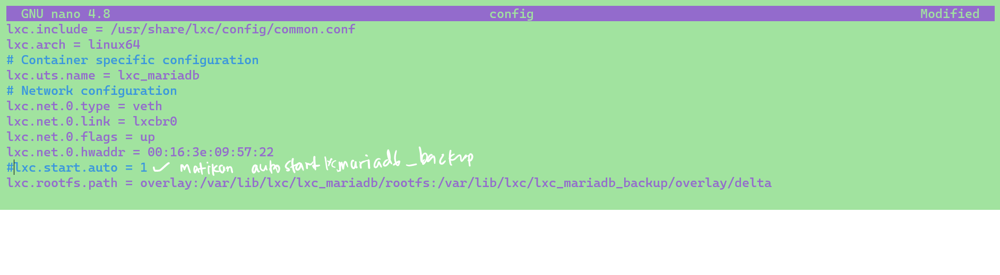 GNU nano 4.8 config Modified
lxc.include = /usr/share/lxc/config/common.conf
lxc.arch = linux64
# Container specific configuration
lxc.uts.name = lxc_mariadb
# Network configuration
lxc.net.0.type = veth
lxc.net.0.link = lxcbr0
lxc.net.0.flags = up
lxc.net.0.hwaddr = 00:16:3e:09:57:22
#lxc.start.auto = 1 ✓ matikan autostart lxc_mariadb_backup
lxc.rootfs.path = overlay:/var/lib/lxc/lxc_mariadb/rootfs:/var/lib/lxc/lxc_mariadb_backup/overlay/delta